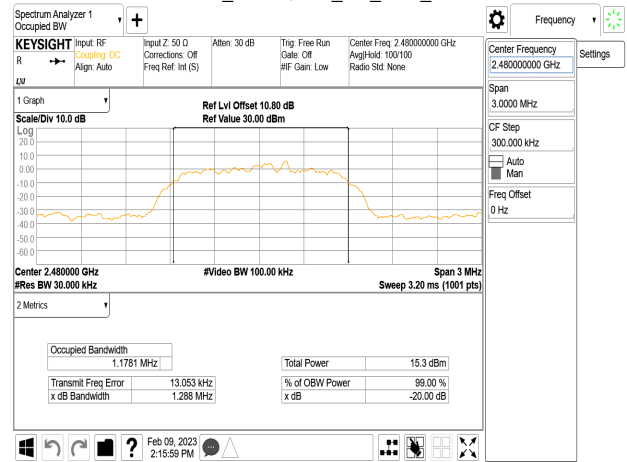 Spectrum Analyzer 1
Occupied BW
Frequency
KEYSIGHT
R
LXI
Input: RF
Coupling: DC
Align: Auto
Input Z: 50 Ω
Corrections: Off
Freq Ref: Int (S)
Atten: 30 dB
Trig: Free Run
Gate: Off
#IF Gain: Low
Center Freq: 2.480000000 GHz
Avg|Hold: 100/100
Radio Std: None
Center Frequency
2.480000000 GHz
Settings
Span
3.0000 MHz
CF Step
300.000 kHz
Auto
Man
Freq Offset
0 Hz
1 Graph
Scale/Div 10.0 dB
Ref Lvl Offset 10.80 dB
Ref Value 30.00 dBm
Log
20.0
10.0
0.00
-10.0
-20.0
-30.0
-40.0
-50.0
-60.0
Center 2.48000 GHz
#Res BW 30.000 kHz
#Video BW 100.00 kHz
Span 3 MHz
Sweep 3.20 ms (1001 pts)
2 Metrics
Occupied Bandwidth
1.1781 MHz
Transmit Freq Error 13.053 kHz
x dB Bandwidth 1.288 MHz
Total Power 15.3 dBm
% of OBW Power 99.00 %
x dB -20.00 dB
?
Feb 09, 2023
2:15:59 PM